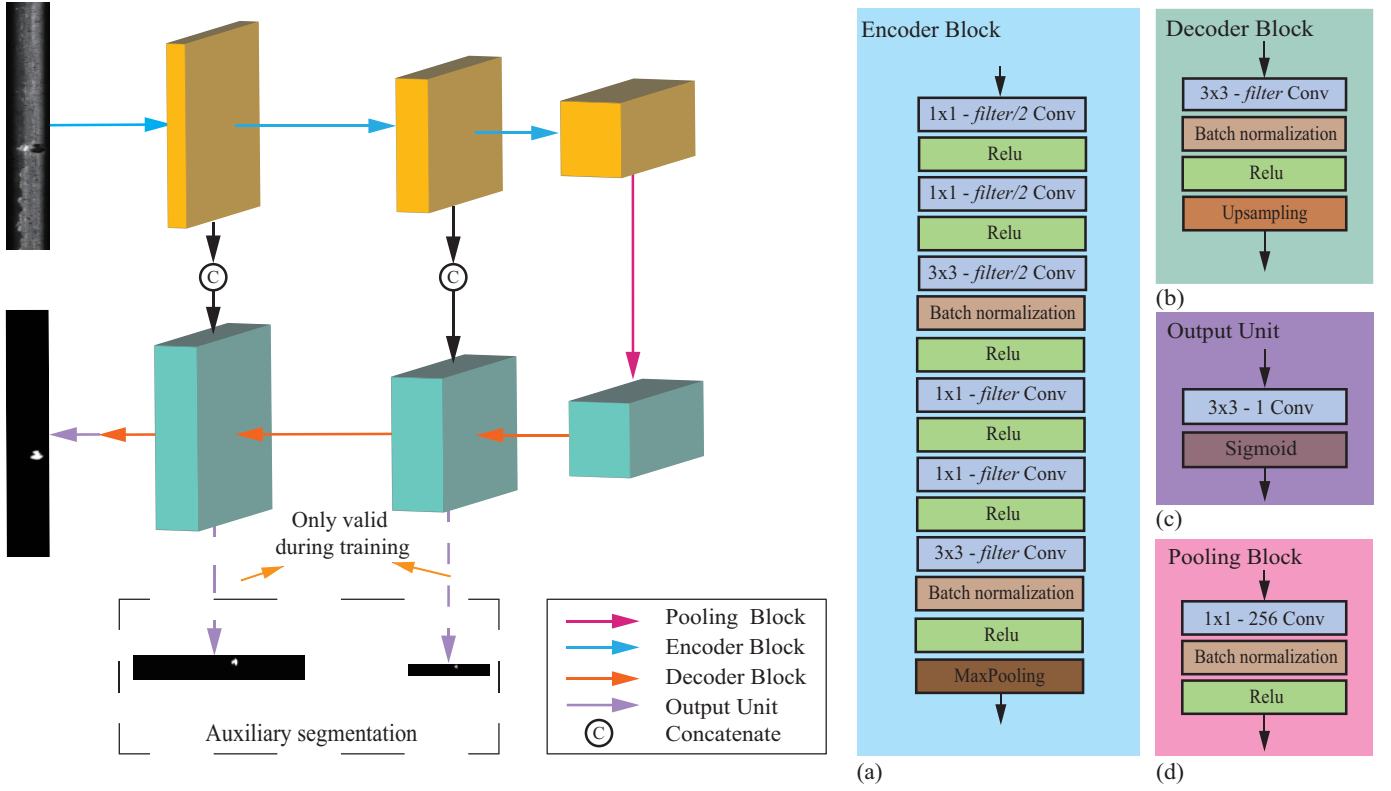 C
C
Only valid
during training
Auxiliary segmentation
Pooling Block
Encoder Block
Decoder Block
Output Unit
C Concatenate
Encoder Block
1x1 - filter/2 Conv
Relu
1x1 - filter/2 Conv
Relu
3x3 - filter/2 Conv
Batch normalization
Relu
1x1 - filter Conv
Relu
1x1 - filter Conv
Relu
3x3 - filter Conv
Batch normalization
Relu
MaxPooling
(a)
Decoder Block
3x3 - filter Conv
Batch normalization
Relu
Upsampling
(b)
Output Unit
3x3 - 1 Conv
Sigmoid
(c)
Pooling Block
1x1 - 256 Conv
Batch normalization
Relu
(d)